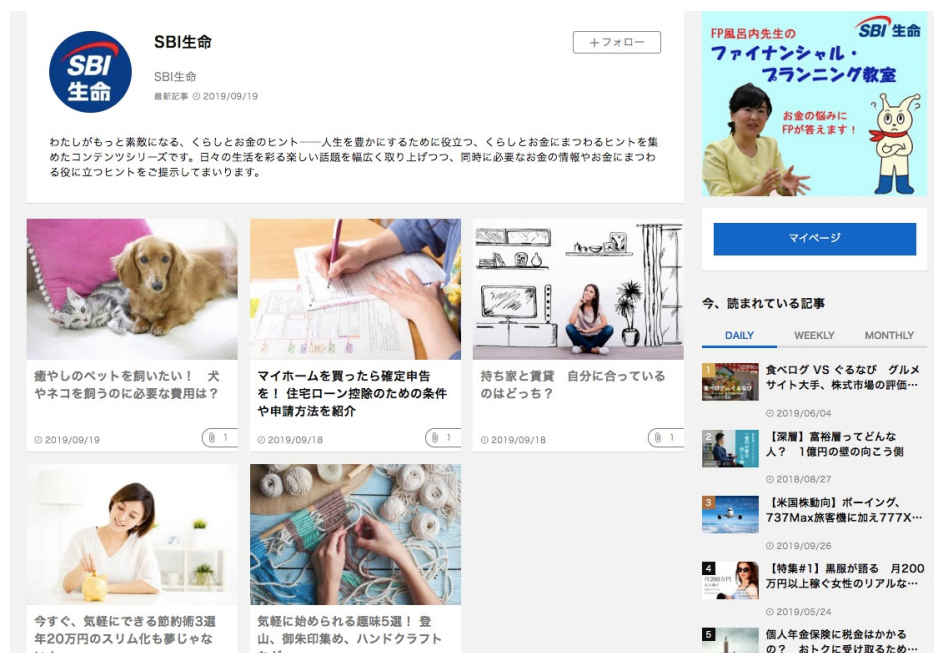 SBI
生命
SBI生命
SBI生命
最新記事 2019/09/19
+フォロー
わたしがもっと素敵になる、くらしとお金のヒント──人生を豊かにするために役立つ、くらしとお金にまつわるヒントを集
めたコンテンツシリーズです。日々の生活を彩る楽しい話題を幅広く取り上げつつ、同時に必要なお金の情報やお金にまつわ
る役に立つヒントをご提示してまいります。
癒やしのペットを飼いたい！ 犬
やネコを飼うのに必要な費用は？
2019/09/19
1
マイホームを買ったら確定申告
を！ 住宅ローン控除のための条件
や申請方法を紹介
2019/09/18
1
持ち家と賃貸 自分に合っている
のはどっち？
2019/09/18
1
今すぐ、気軽にできる節約術3選
年20万円のスリム化も夢じゃな
気軽に始められる趣味5選！ 登
山、御朱印集め、ハンドクラフト
FP風呂内先生の
SBI生命
ファイナンシャル・
プランニング教室
お金の悩みに
FPが答えます！
マイページ
今、読まれている記事
DAILY WEEKLY MONTHLY
1
食べログ VS ぐるなび グルメ
サイト大手、株式市場の評価…
2019/06/04
2
【深層】富裕層ってどんな
人？ 1億円の壁の向こう側
2018/08/27
3
【米国株動向】ボーイング、
737Max旅客機に加え777X…
2019/09/26
4
【特集#1】黒服が語る 月200
万円以上稼ぐ女性のリアルな…
2019/05/24
5
個人年金保険に税金はかかる
の？ おトクに受け取るため…